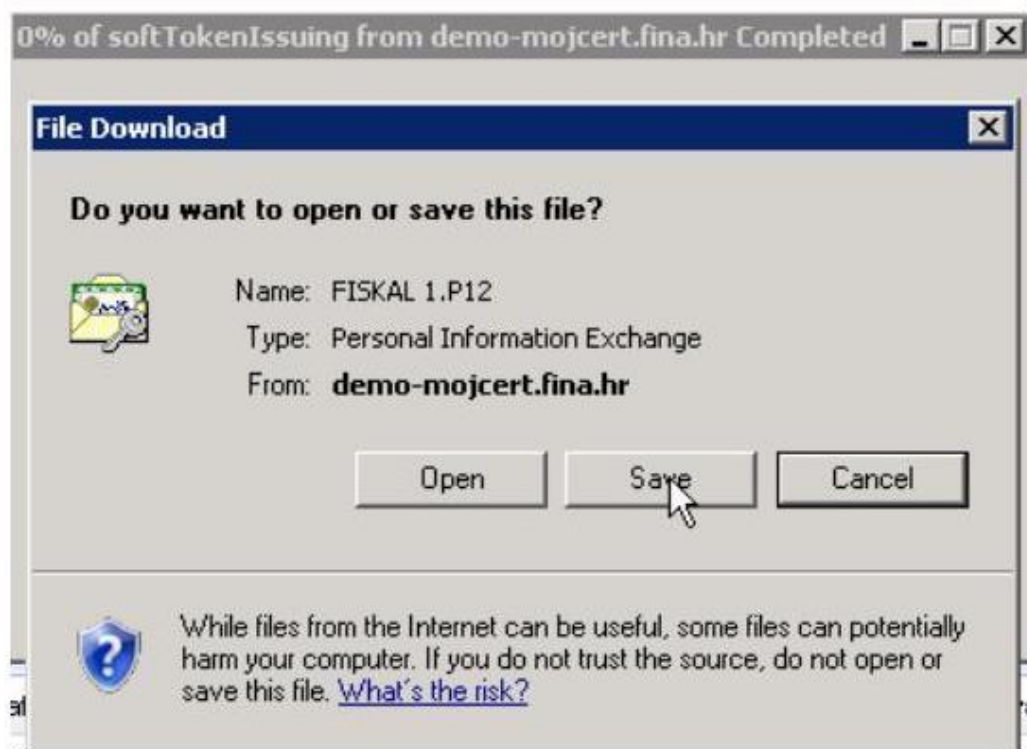 0% of softTokenIssuing from demo-mojcert.fina.hr Completed
File Download
Do you want to open or save this file?
Name: FISKAL 1.P12
Type: Personal Information Exchange
From: demo-mojcert.fina.hr
Open Save Cancel
While files from the Internet can be useful, some files can potentially
harm your computer. If you do not trust the source, do not open or
save this file. What's the risk?